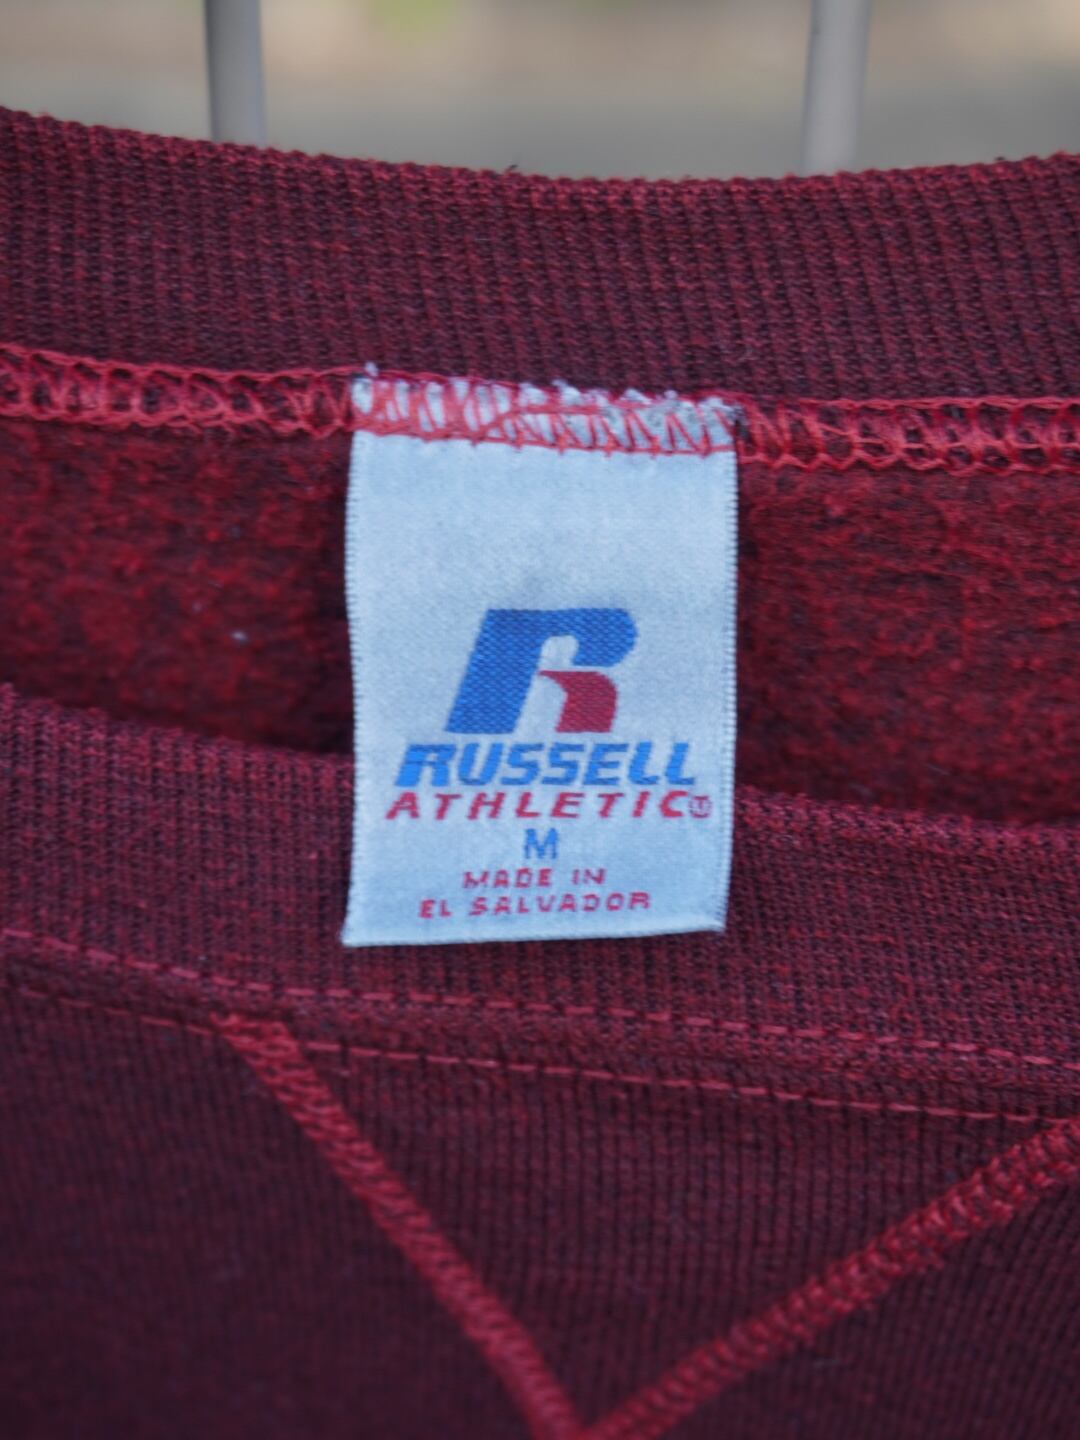 R
RUSSELL
ATHLETIC
M
MADE IN
EL SALVADOR